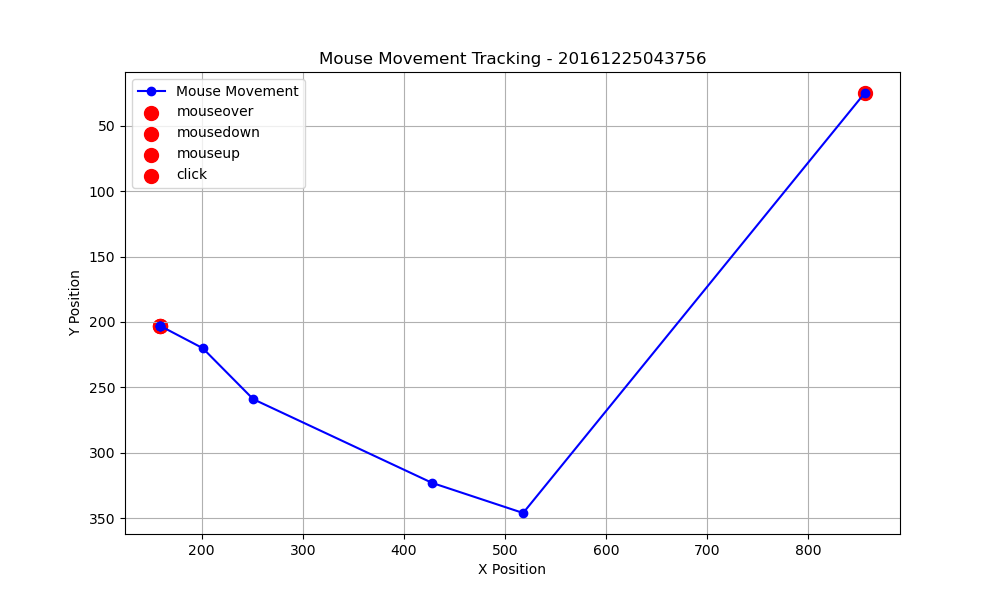 Mouse Movement Tracking - 20161225043756
Mouse Movement
mouseover
mousedown
mouseup
click
50
100
150
200
250
300
350
Y Position
200 300 400 500 600 700 800
X Position